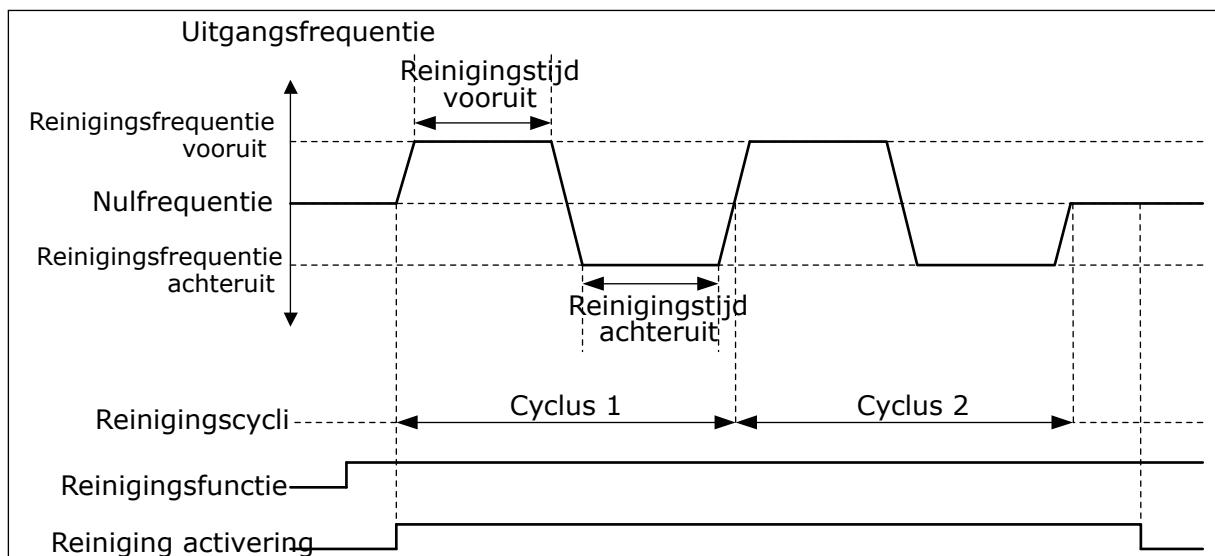 Uitgangsfrequentie
Reinigingstijd
vooruit
Reinigingsfrequentie
vooruit
Nulfrequentie
Reinigingsfrequentie
achteruit
Reinigingstijd
achteruit
Reinigingscycli
Cyclus 1
Cyclus 2
Reinigingsfunctie
Reiniging activering